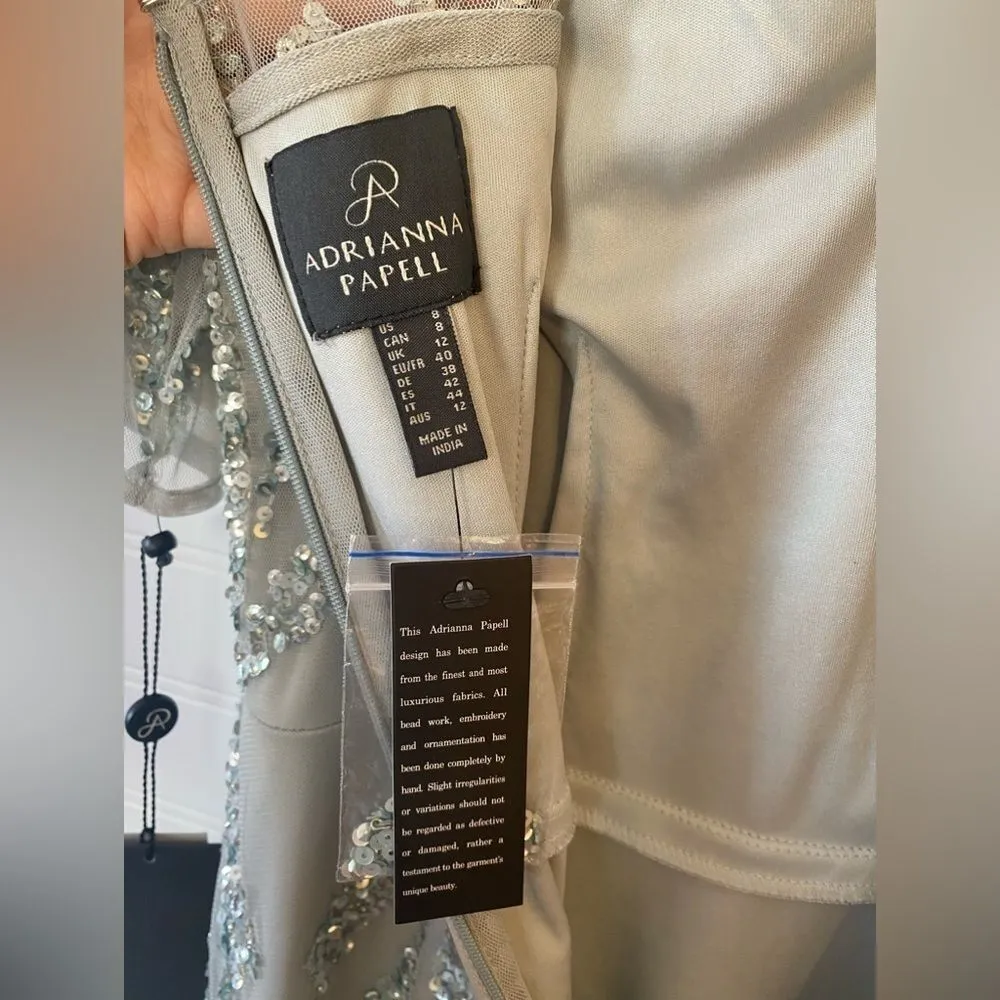 ADRIANNA
PAPELL
US 8
CAN 8
UK 12
EU/FR 40
DE 38
ES 42
IT 44
AUS 12
MADE IN
INDIA
This Adrianna Papell
design has been made
from the finest and most
luxurious fabrics. All
bead work, embroidery
and ornamentation has
been done completely by
hand. Slight irregularities
or variations should not
be regarded as defective
or damaged, rather a
testament to the garment's
unique beauty.